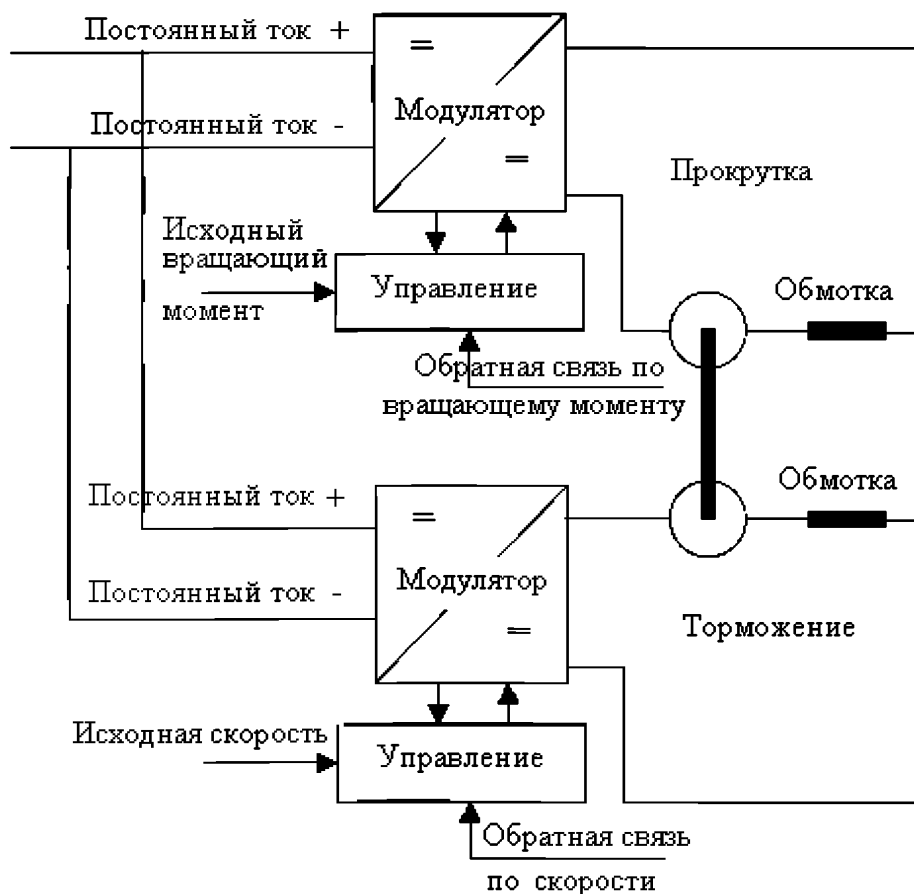 Постоянный ток +
=
Модулятор
Постоянный ток -
=
Прокрутка
Исходный
вращающий
момент
Управление
Обмотка
Обратная связь по
вращающему моменту
Постоянный ток +
=
Обмотка
Модулятор
Постоянный ток -
=
Торможение
Исходная скорость
Управление
Обратная связь
по скорости